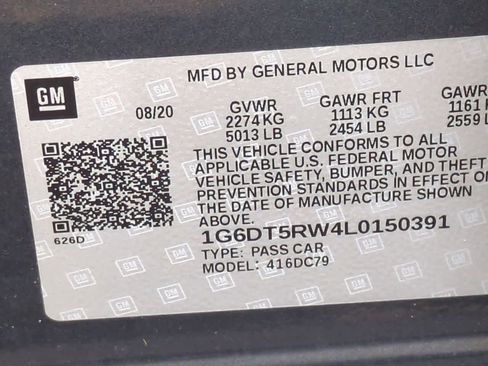 MFD BY GENERAL MOTORS LLC
GM
08/20
GVWR GAWR FRT GAWR
2274 KG 1113 KG 1161 K
5013 LB 2454 LB 2559 L
THIS VEHICLE CONFORMS TO ALL
APPLICABLE U.S. FEDERAL MOTOR
VEHICLE SAFETY, BUMPER, AND THEFT
PREVENTION STANDARDS IN EFFECT ON
THE DATE OF MANUFACTURE SHOWN
ABOVE.
626D
1G6DT5RW4L0150391
TYPE: PASS CAR
MODEL: 416DC79